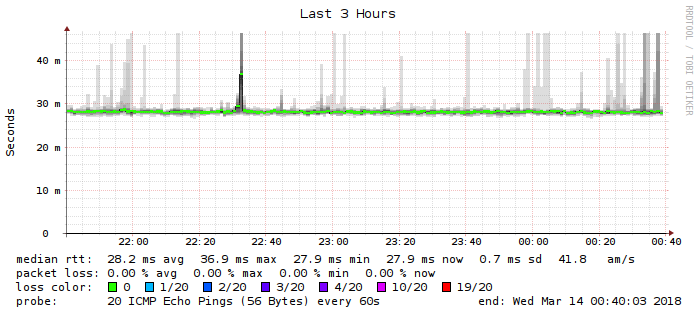 Last 3 Hours
RRDTOOL / TOBI OETIKER
Seconds
40 m
30 m
20 m
10 m
0
22:00 22:20 22:40 23:00 23:20 23:40 00:00 00:20 00:40
median rtt: 28.2 ms avg 36.9 ms max 27.9 ms min 27.9 ms now 0.7 ms sd 41.8 am/s
packet loss: 0.00 % avg 0.00 % max 0.00 % min 0.00 % now
loss color: 0 1/20 2/20 3/20 4/20 10/20 19/20
probe: 20 ICMP Echo Pings (56 Bytes) every 60s end: Wed Mar 14 00:40:03 2018